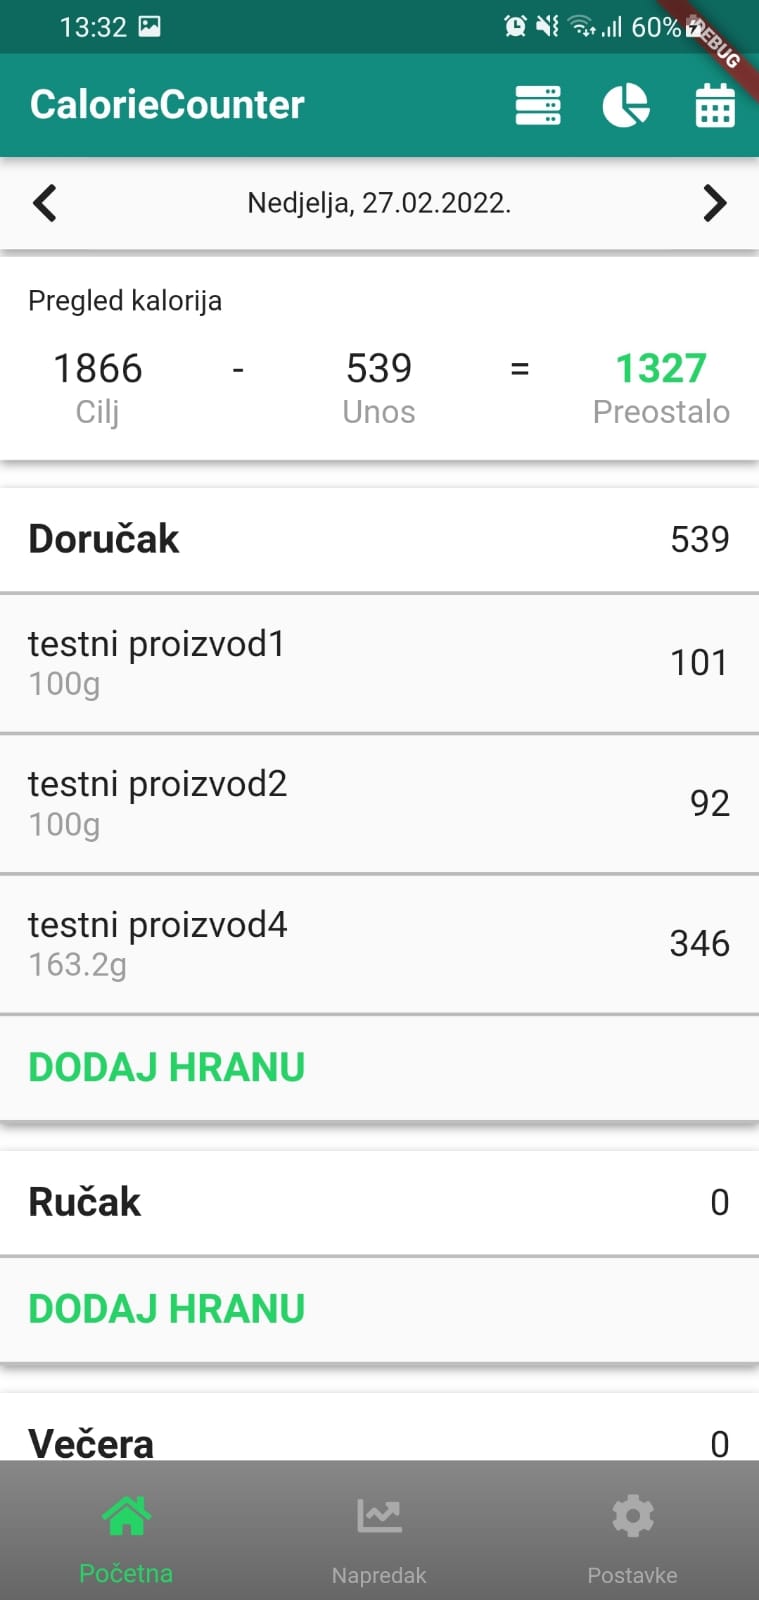 13:32
60%
DEBUG
CalorieCounter
Nedjelja, 27.02.2022.
Pregled kalorija
1866 - 539 = 1327
Cilj Unos Preostalo
Doručak 539
testni proizvod1 101
100g
testni proizvod2 92
100g
testni proizvod4 346
163.2g
DODAJ HRANU
Ručak 0
DODAJ HRANU
Večera 0
Početna Napredak Postavke